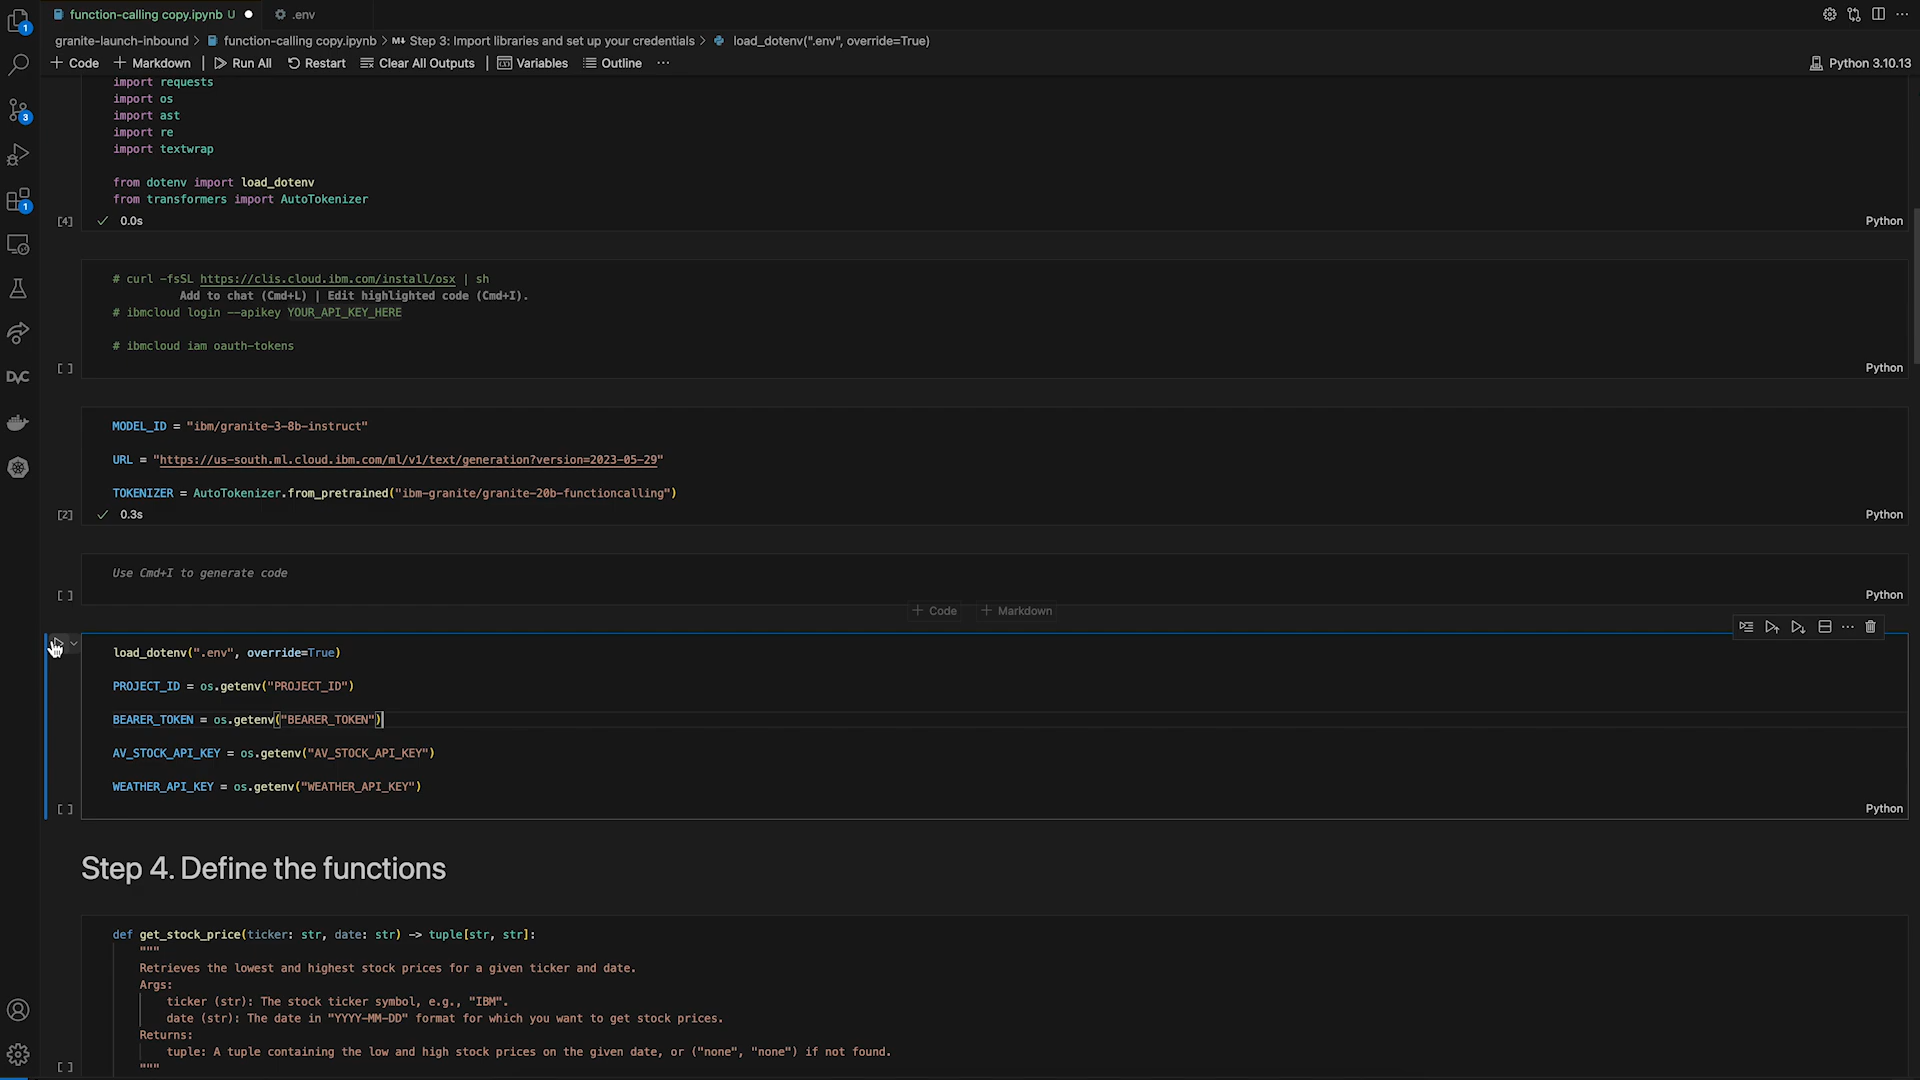 function-calling copy.ipynb U
.env
granite-launch-inbound > function-calling copy.ipynb > M↓ Step 3: Import libraries and set up your credentials > load_dotenv(".env", override=True)
+ Code + Markdown | Run All Restart Clear All Outputs | Variables Outline ···
Python 3.10.13
1
3
1
DVC
import requests
import os
import ast
import re
import textwrap
from dotenv import load_dotenv
from transformers import AutoTokenizer
[4] ✓ 0.0s
Python
# curl -fsSL https://clis.cloud.ibm.com/install/osx | sh
Add to chat (Cmd+L) | Edit highlighted code (Cmd+I).
# ibmcloud login --apikey YOUR_API_KEY_HERE
# ibmcloud iam oauth-tokens
[ ]
Python
MODEL_ID = "ibm/granite-3-8b-instruct"
URL = "https://us-south.ml.cloud.ibm.com/ml/v1/text/generation?version=2023-05-29"
TOKENIZER = AutoTokenizer.from_pretrained("ibm-granite/granite-20b-functioncalling")
[2] ✓ 0.3s
Python
Use Cmd+I to generate code
[ ]
Python
+ Code + Markdown
load_dotenv(".env", override=True)
PROJECT_ID = os.getenv("PROJECT_ID")
BEARER_TOKEN = os.getenv("BEARER_TOKEN")
AV_STOCK_API_KEY = os.getenv("AV_STOCK_API_KEY")
WEATHER_API_KEY = os.getenv("WEATHER_API_KEY")
[ ]
Python
Step 4. Define the functions
def get_stock_price(ticker: str, date: str) -> tuple[str, str]:
"""
Retrieves the lowest and highest stock prices for a given ticker and date.
Args:
ticker (str): The stock ticker symbol, e.g., "IBM".
date (str): The date in "YYYY-MM-DD" format for which you want to get stock prices.
Returns:
tuple: A tuple containing the low and high stock prices on the given date, or ("none", "none") if not found.
"""
[ ]